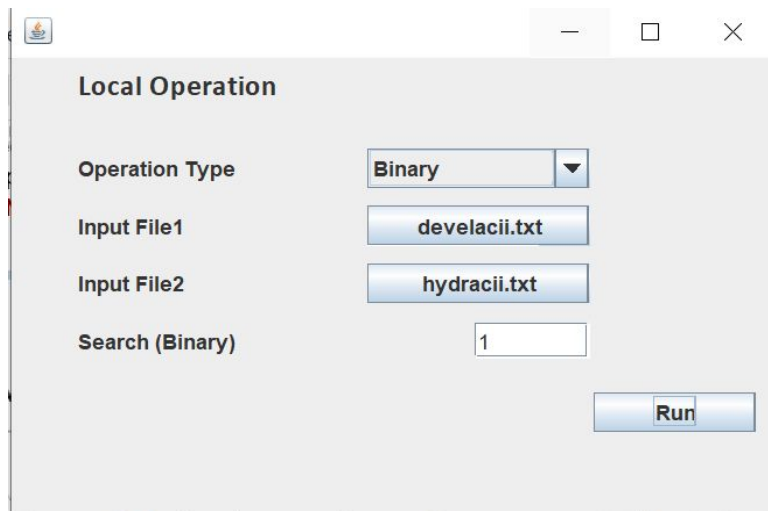 Local Operation
Operation Type Binary
Input File1 develacii.txt
Input File2 hydracii.txt
Search (Binary) 1
Run